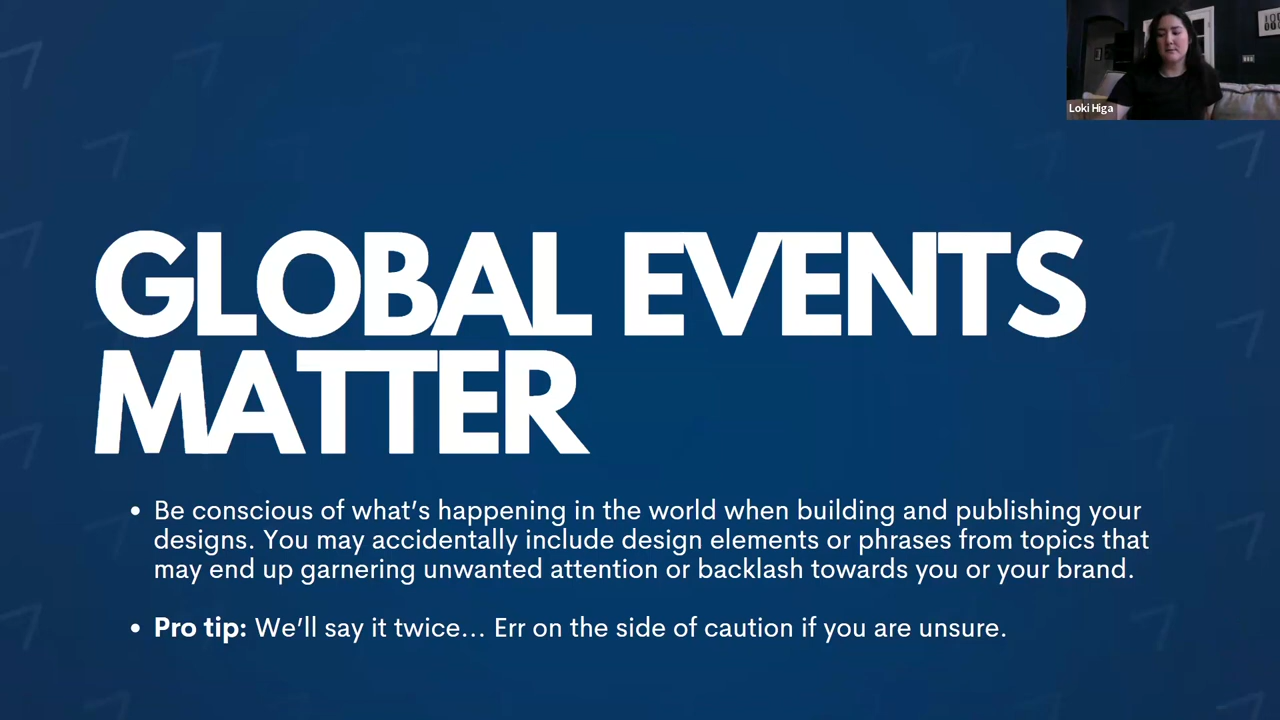 Loki Higa
GLOBAL EVENTS
MATTER
• Be conscious of what's happening in the world when building and publishing your
designs. You may accidentally include design elements or phrases from topics that
may end up garnering unwanted attention or backlash towards you or your brand.
• Pro tip: We'll say it twice... Err on the side of caution if you are unsure.